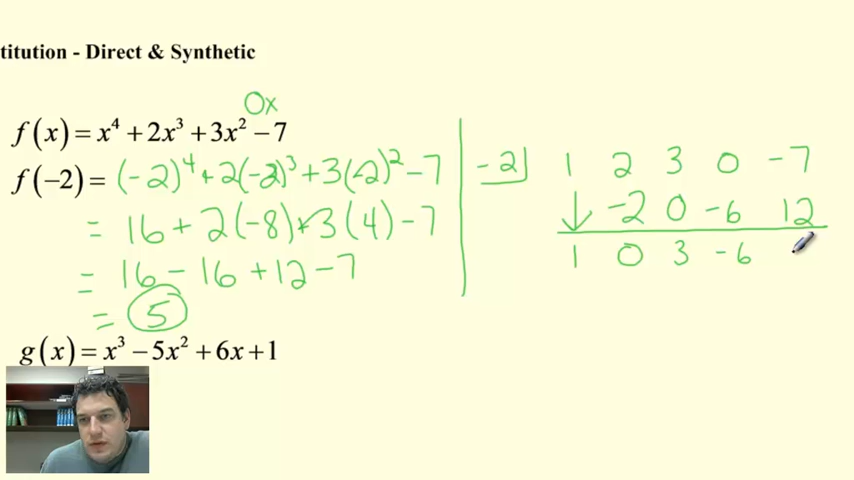 titution - Direct & Synthetic
0x
f(x) = x⁴ + 2x³ + 3x² − 7
f(−2) = (−2)⁴ + 2(−2)³ + 3(−2)² − 7
= 16 + 2(−8) + 3(4) − 7
= 16 − 16 + 12 − 7
= 5
g(x) = x³ − 5x² + 6x + 1
−2 1 2 3 0 −7
↓ −2 0 −6 12
1 0 3 −6